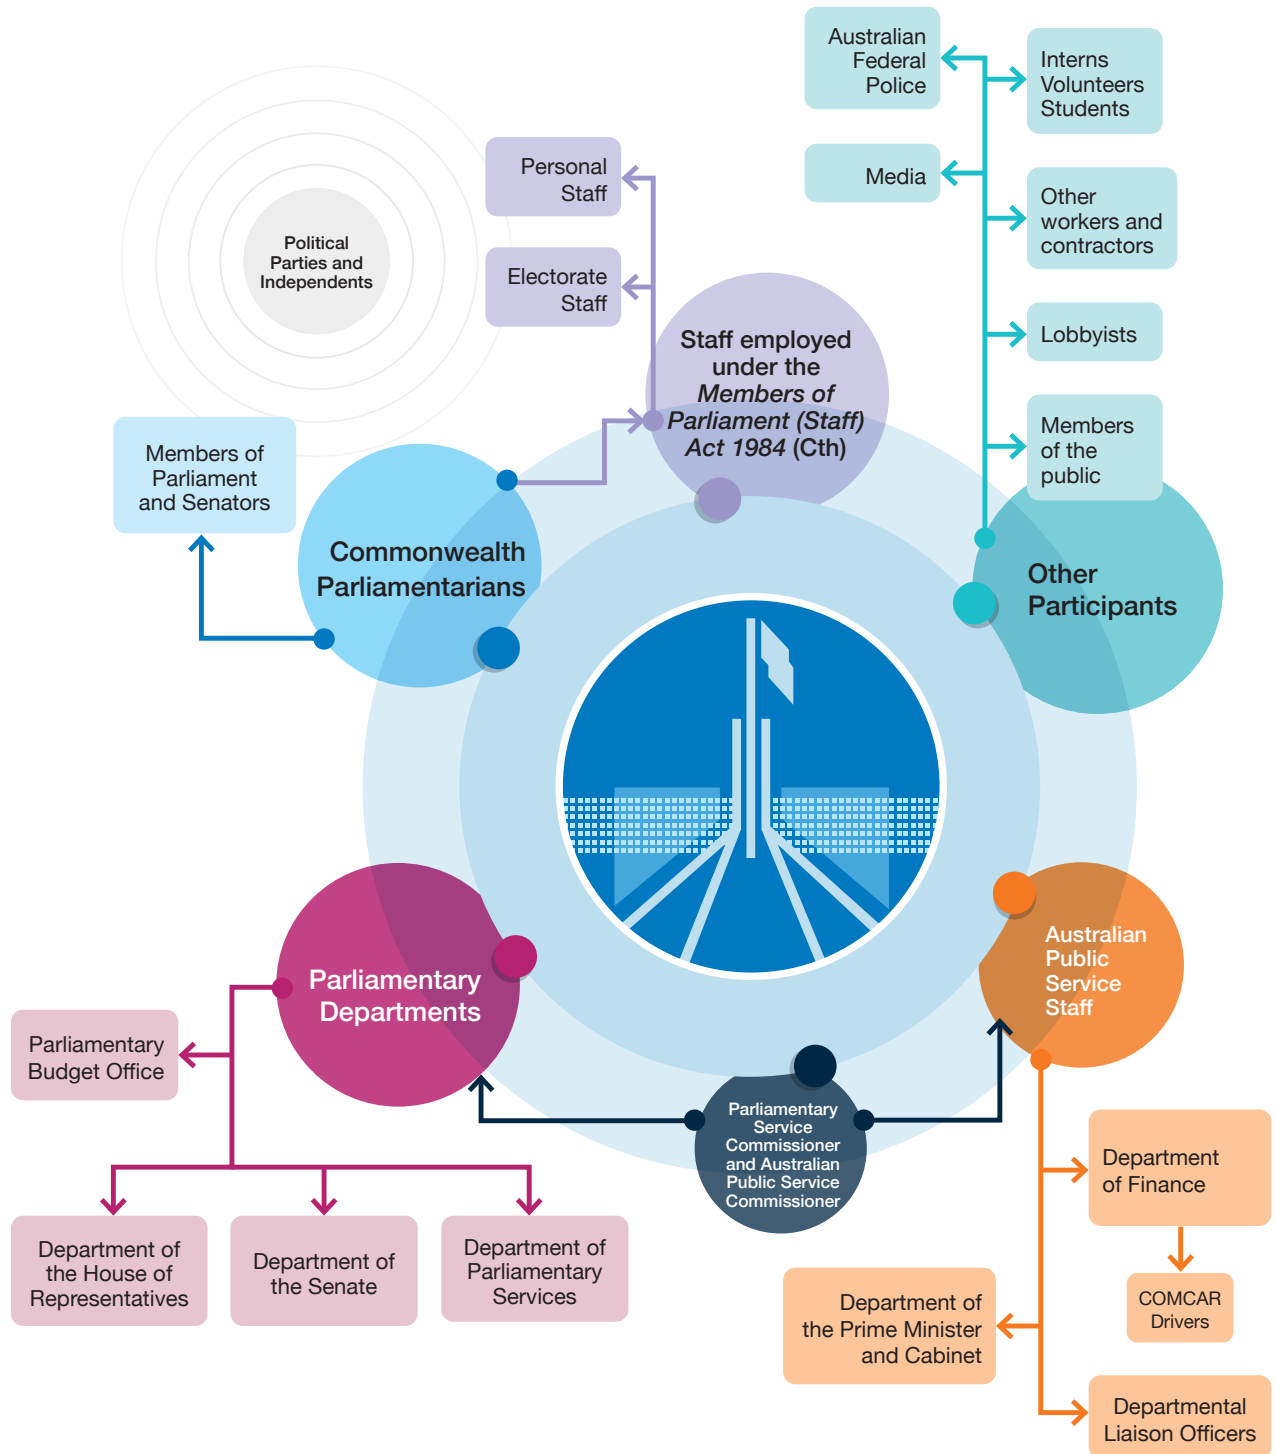 Australian
Federal
Police
Interns
Volunteers
Students
Personal
Staff
Media
Other
workers and
contractors
Political
Parties and
Independents
Electorate
Staff
Lobbyists
Staff employed
under the
Members of
Parliament (Staff)
Act 1984 (Cth)
Members
of the
public
Members of
Parliament
and Senators
Commonwealth
Parliamentarians
Other
Participants
Parliamentary
Departments
Australian
Public
Service
Staff
Parliamentary
Budget Office
Parliamentary
Service
Commissioner
and Australian
Public Service
Commissioner
Department
of Finance
Department of
the House of
Representatives
Department of
the Senate
Department of
Parliamentary
Services
COMCAR
Drivers
Department of
the Prime Minister
and Cabinet
Departmental
Liaison Officers